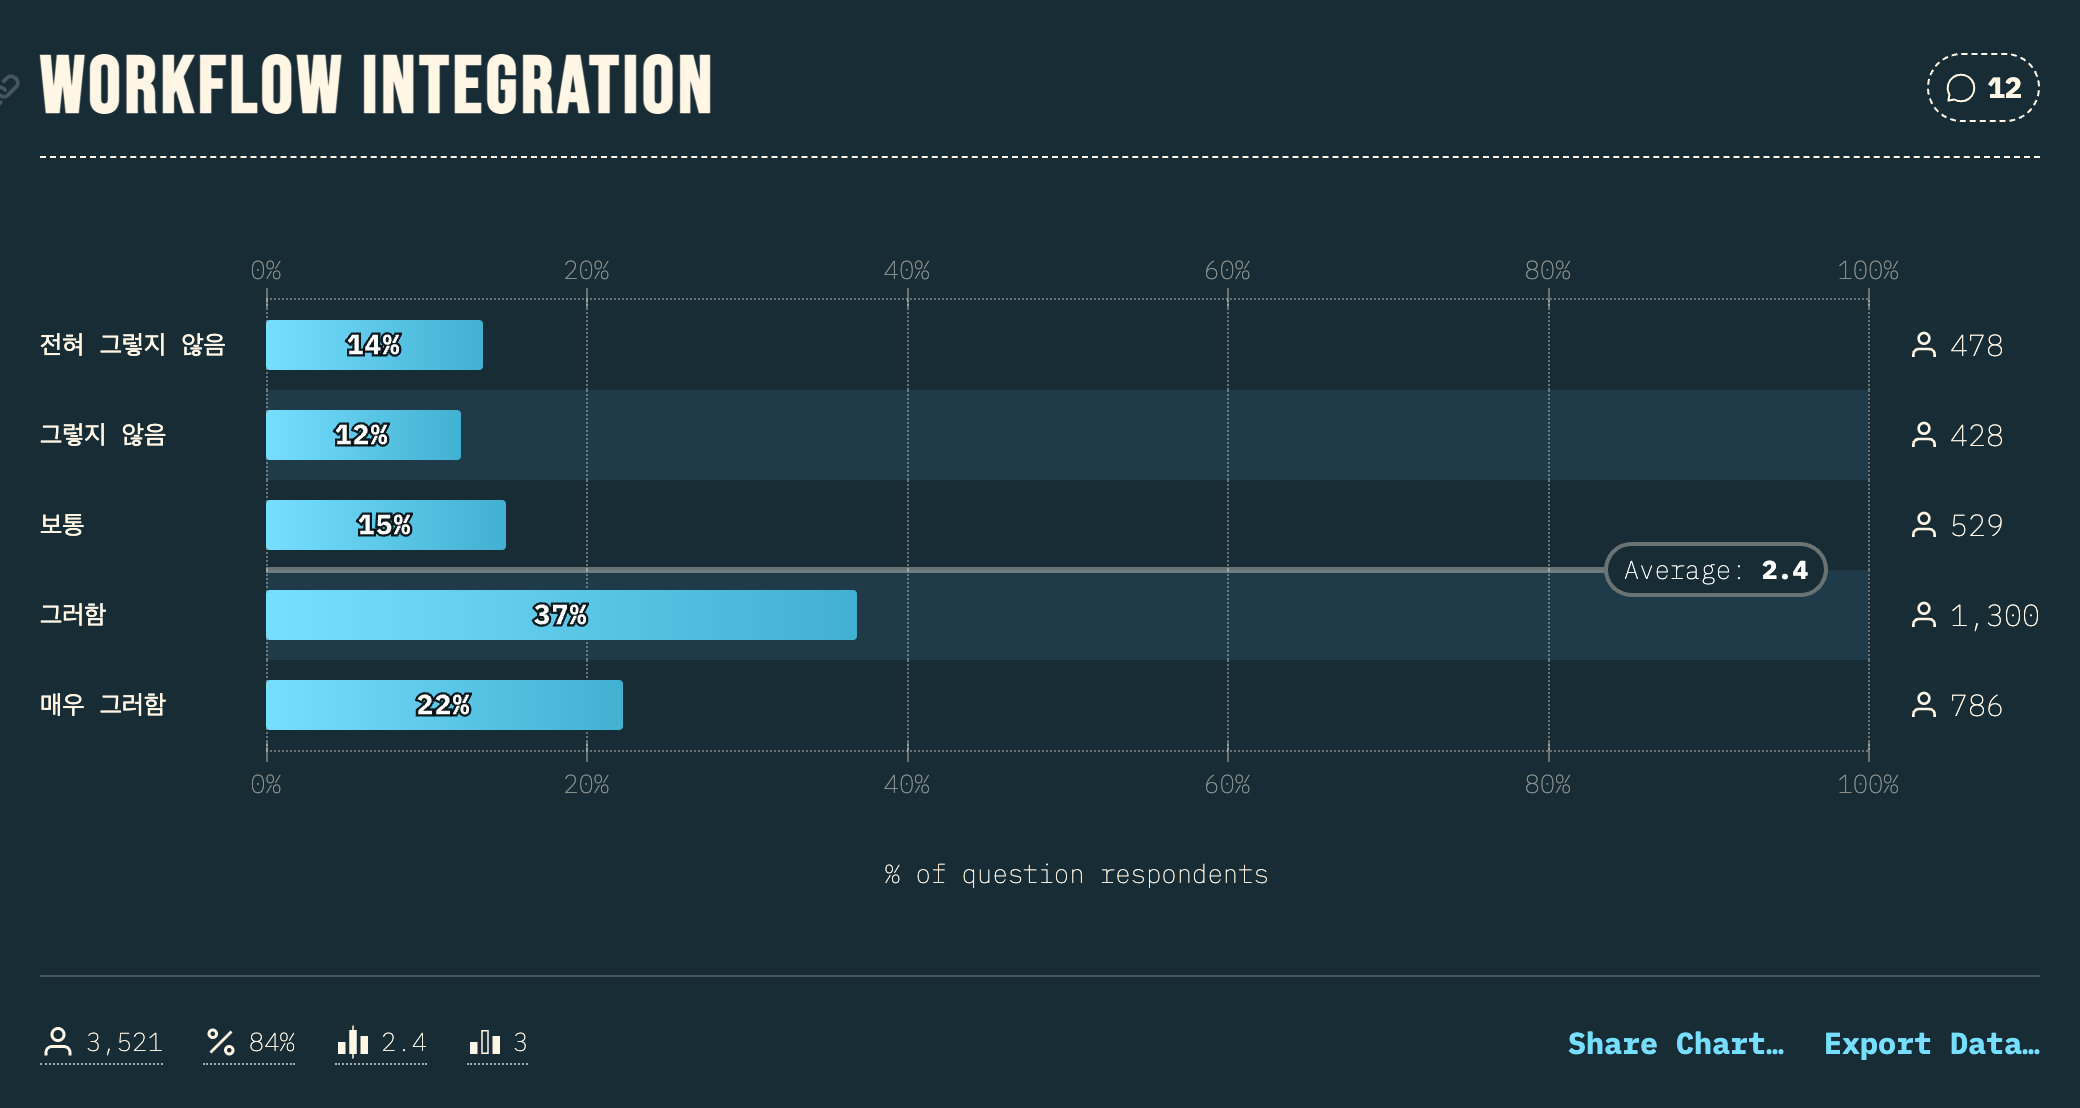 WORKFLOW INTEGRATION
12
0% 20% 40% 60% 80% 100%
전혀 그렇지 않음 14% 478
그렇지 않음 12% 428
보통 15% 529
Average: 2.4
그러함 37% 1,300
매우 그러함 22% 786
0% 20% 40% 60% 80% 100%
% of question respondents
3,521 84% 2.4 3 Share Chart… Export Data…